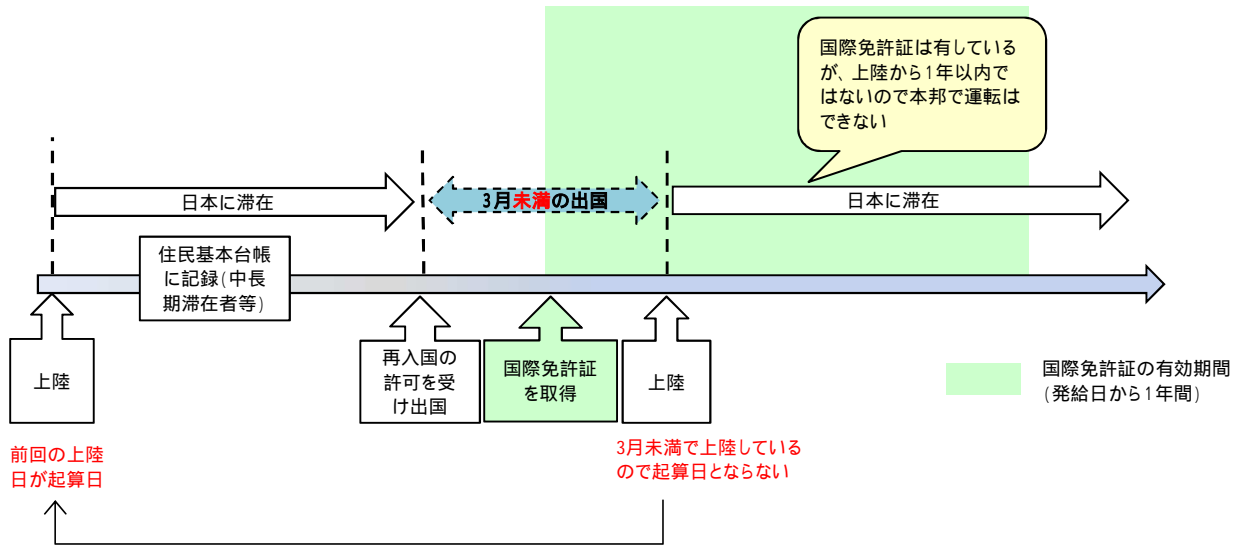 国際免許証は有している
が、上陸から1年以内で
はないので本邦で運転は
できない
日本に滞在
3月未満の出国
日本に滞在
住民基本台帳
に記録(中長
期滞在者等)
上陸
再入国の
許可を受
け出国
国際免許証
を取得
上陸
国際免許証の有効期間
(発給日から1年間)
前回の上陸
日が起算日
3月未満で上陸している
ので起算日とならない